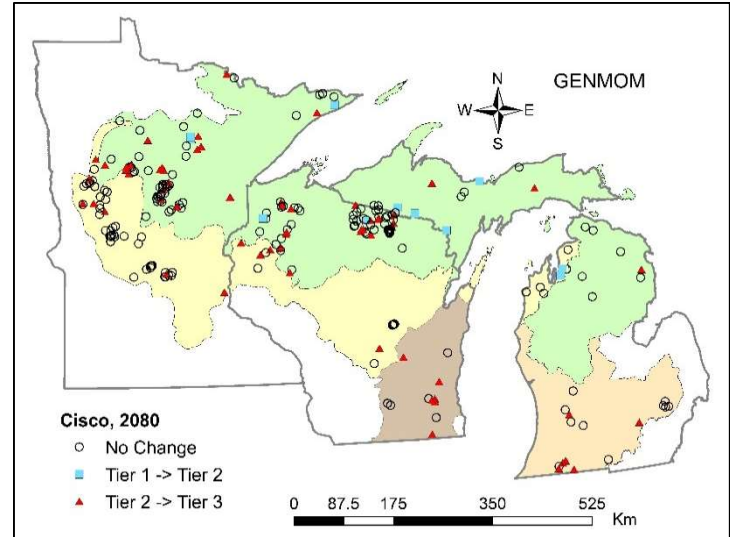 GENMOM
N
W E
S
Cisco, 2080
No Change
Tier 1 -> Tier 2
Tier 2 -> Tier 3
0 87.5 175 350 525
Km